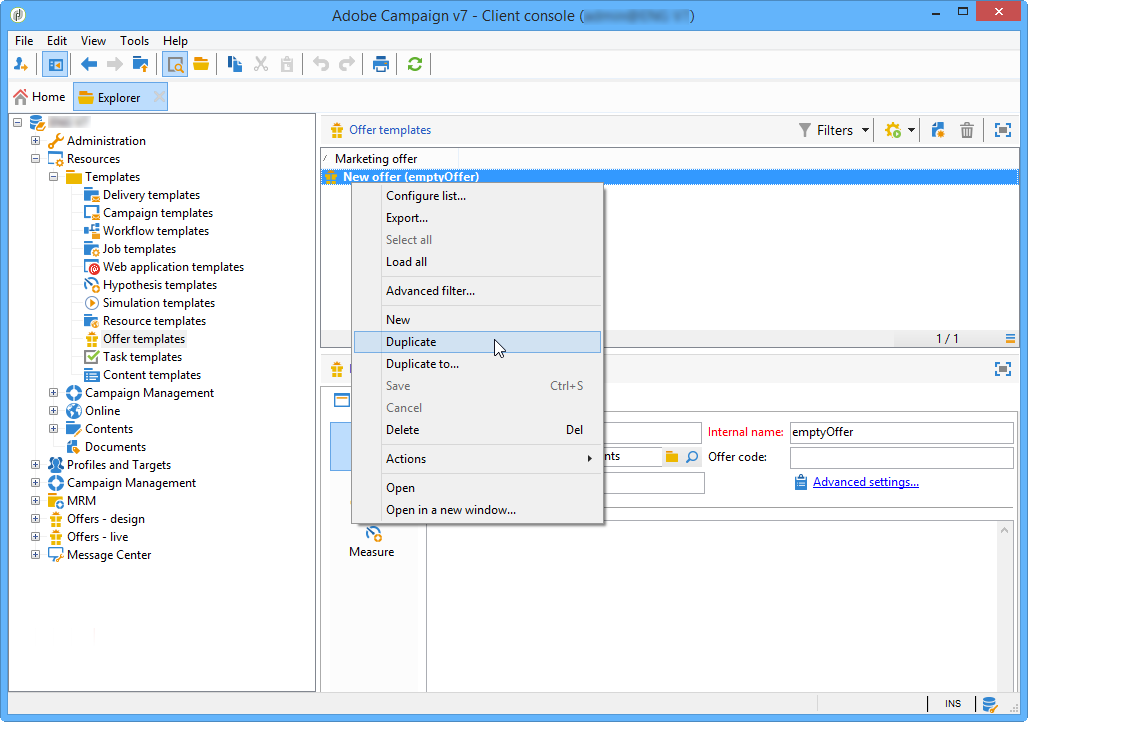 Adobe Campaign v7 - Client console (
File Edit View Tools Help
Home Explorer
Administration
Resources
Templates
Delivery templates
Campaign templates
Workflow templates
Job templates
Web application templates
Hypothesis templates
Simulation templates
Resource templates
Offer templates
Task templates
Content templates
Campaign Management
Online
Contents
Documents
Profiles and Targets
Campaign Management
MRM
Offers - design
Offers - live
Message Center
Offer templates Filters
Marketing offer
New offer (emptyOffer)
Configure list...
Export...
Select all
Load all
Advanced filter...
New
Duplicate
Duplicate to...
Save Ctrl+S
Cancel
Delete Del
Actions
Open
Open in a new window...
1 / 1
Internal name: emptyOffer
nts Offer code:
Advanced settings...
Measure
INS